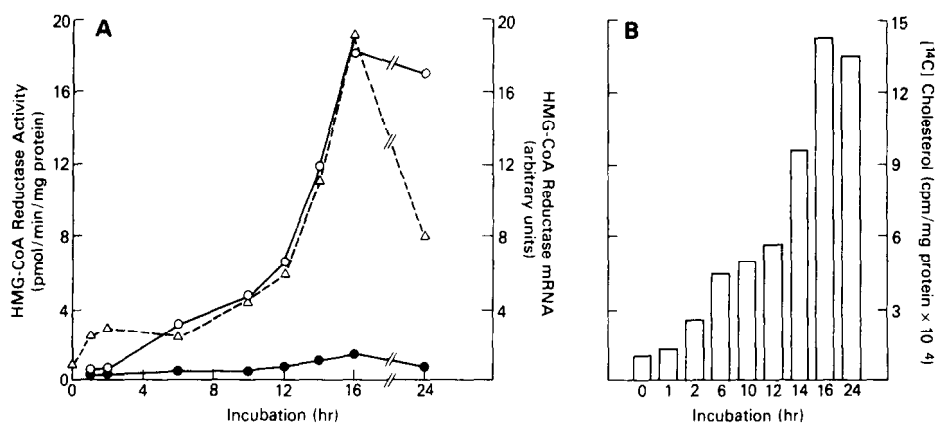 A
HMG-CoA Reductase Activity
(pmol/min/mg protein)
20
16
12
8
4
0
0 4 8 12 16 24
Incubation (hr)
20
16
12
8
4
HMG-CoA Reductase mRNA
(arbitrary units)
B
15
12
9
6
3
[¹⁴C] Cholesterol (cpm/mg protein × 10 4)
0 1 2 6 10 12 14 16 24
Incubation (hr)